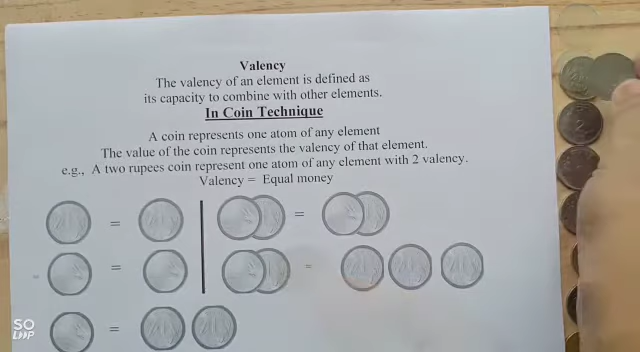 Valency
The valency of an element is defined as
its capacity to combine with other elements.
In Coin Technique
A coin represents one atom of any element
The value of the coin represents the valency of that element.
e.g., A two rupees coin represent one atom of any element with 2 valency.
Valency = Equal money
= =
= =
=
SO
LOOP
2